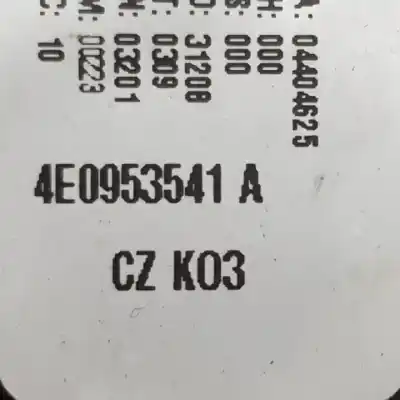 A: 04404625
H: 000
S: 000
D: 31208
T: 0309
N: 03201
M: 00223
C: 10
4E0953541 A
CZ K03